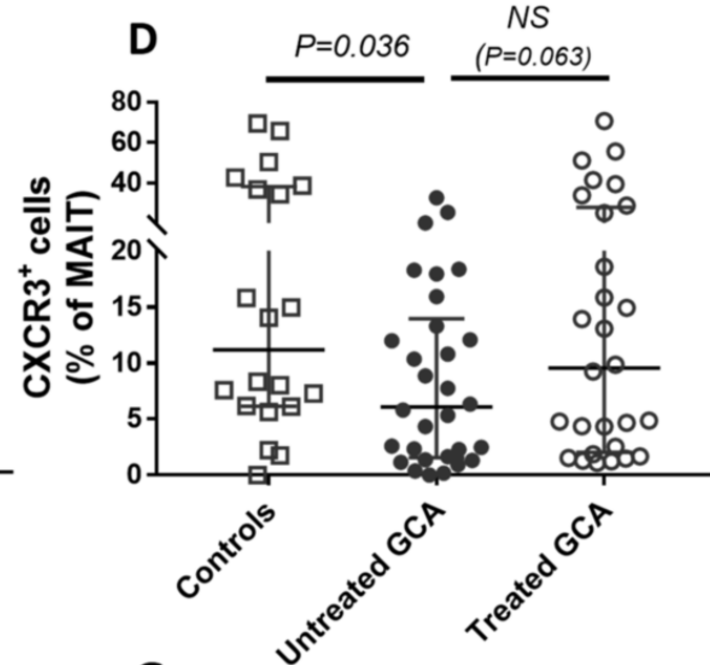 D
P=0.036
NS
(P=0.063)
CXCR3+ cells
(% of MAIT)
80
60
40
20
15
10
5
0
Controls
Untreated GCA
Treated GCA